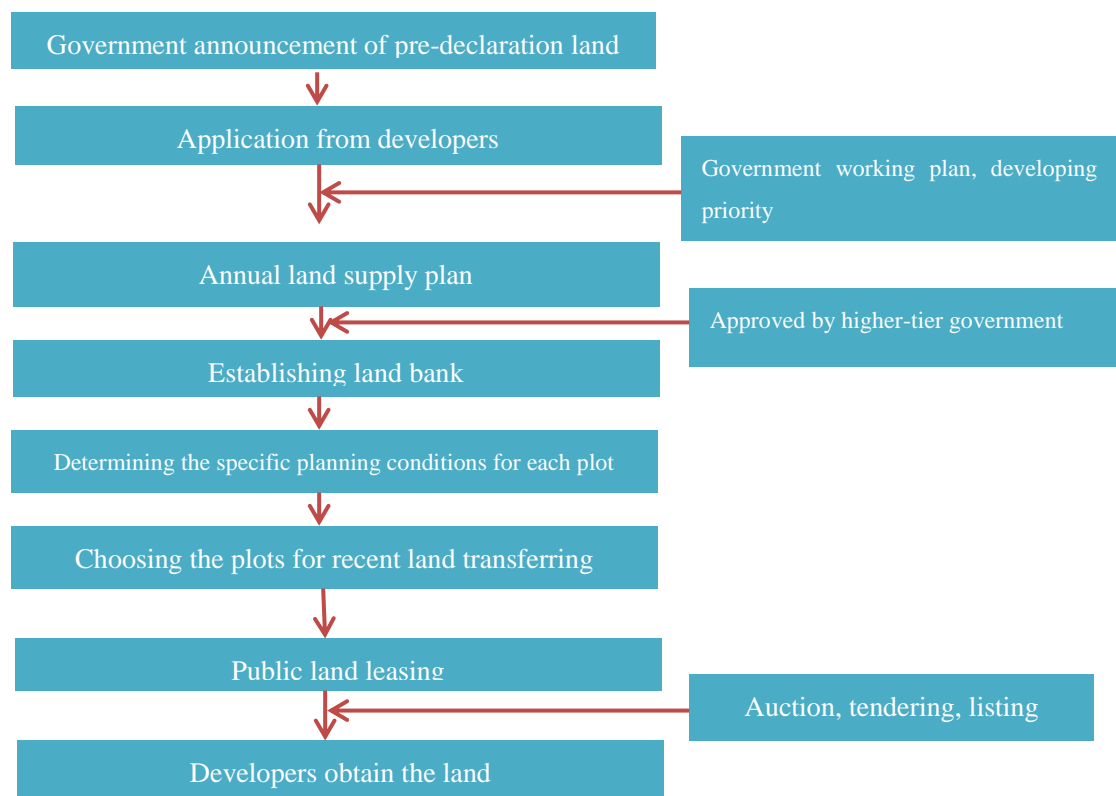 Government announcement of pre-declaration land
Application from developers
Government working plan, developing
priority
Annual land supply plan
Approved by higher-tier government
Establishing land bank
Determining the specific planning conditions for each plot
Choosing the plots for recent land transferring
Public land leasing
Auction, tendering, listing
Developers obtain the land